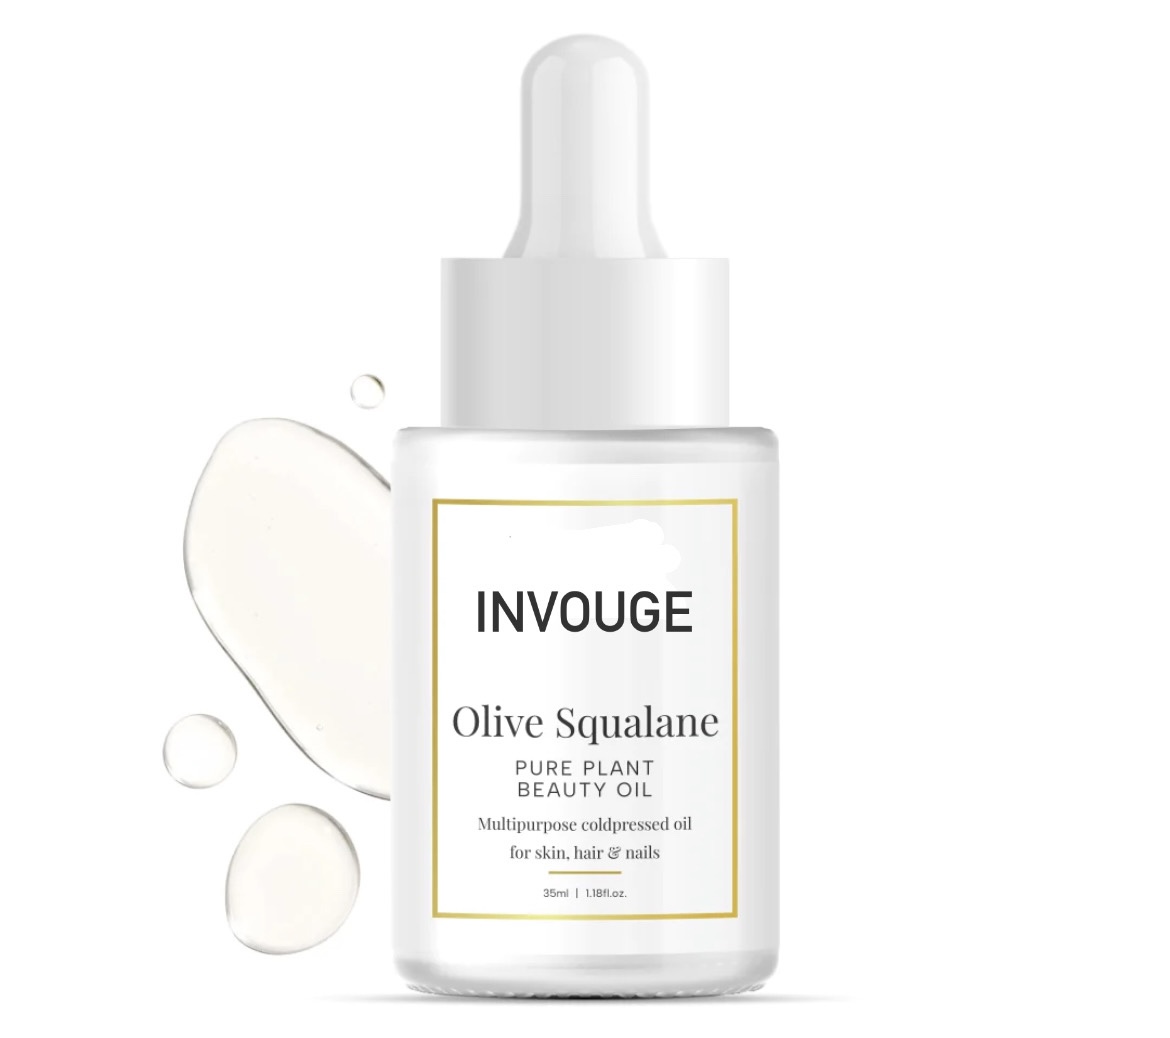 INVOUGE
Olive Squalane
PURE PLANT
BEAUTY OIL
Multipurpose coldpressed oil
for skin, hair & nails
35ml | 1.18fl.oz.